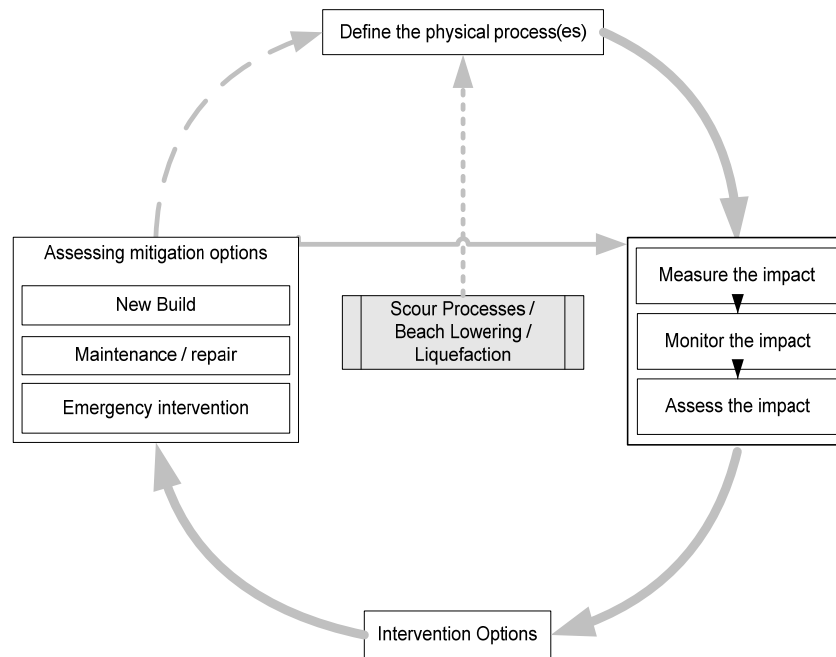 Define the physical process(es)
Assessing mitigation options
New Build
Maintenance / repair
Emergency intervention
Scour Processes /
Beach Lowering /
Liquefaction
Measure the impact
Monitor the impact
Assess the impact
Intervention Options